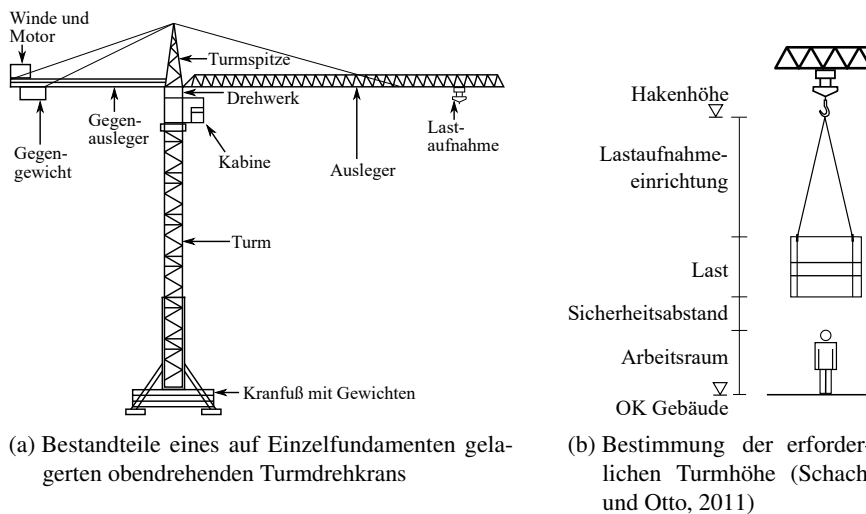 Winde und
Motor
Turmspitze
Drehwerk
Gegen-
ausleger
Gegen-
gewicht
Kabine
Ausleger
Last-
aufnahme
Turm
Kranfuß mit Gewichten
(a) Bestandteile eines auf Einzelfundamenten gela-
gerten obendrehenden Turmdrehkrans
Hakenhöhe
Lastaufnahme-
einrichtung
Last
Sicherheitsabstand
Arbeitsraum
OK Gebäude
(b) Bestimmung der erforder-
lichen Turmhöhe (Schach
und Otto, 2011)